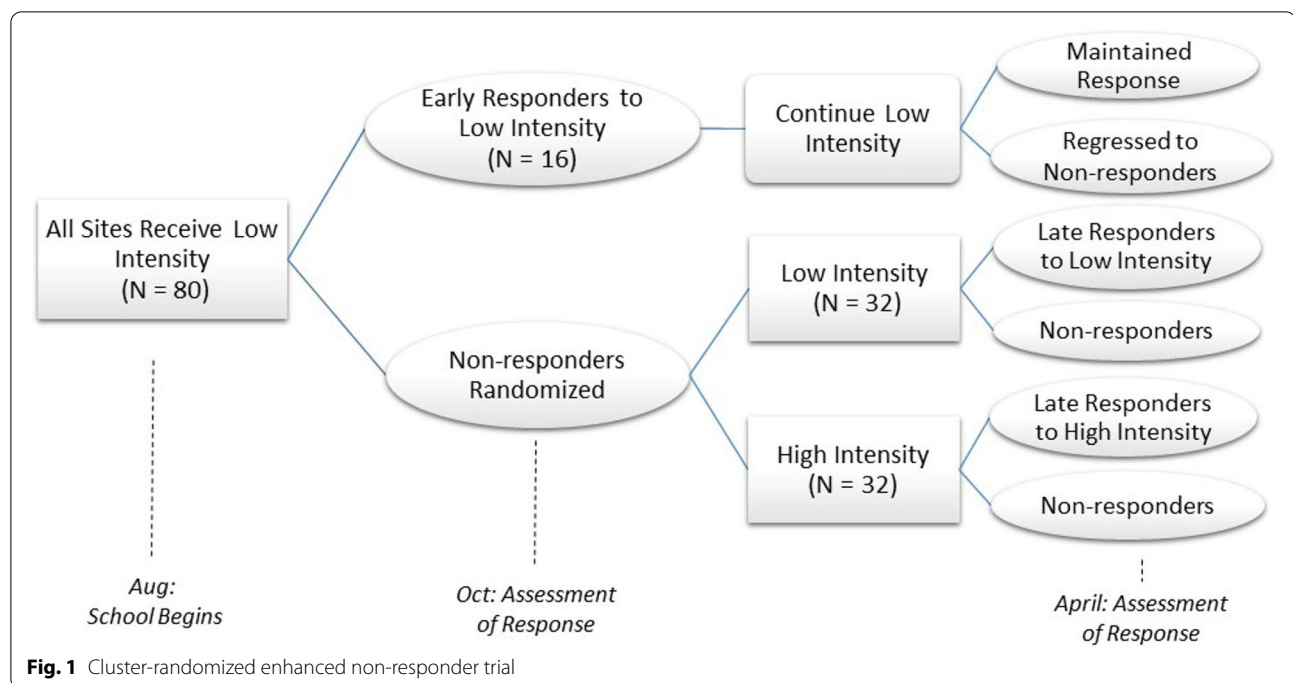 All Sites Receive Low
Intensity
(N = 80)
Early Responders to
Low Intensity
(N = 16)
Continue Low
Intensity
Maintained
Response
Regressed to
Non-responders
Non-responders
Randomized
Low Intensity
(N = 32)
Late Responders
to Low Intensity
Non-responders
High Intensity
(N = 32)
Late Responders
to High Intensity
Non-responders
Aug:
School Begins
Oct: Assessment
of Response
April: Assessment
of Response
Fig. 1 Cluster-randomized enhanced non-responder trial